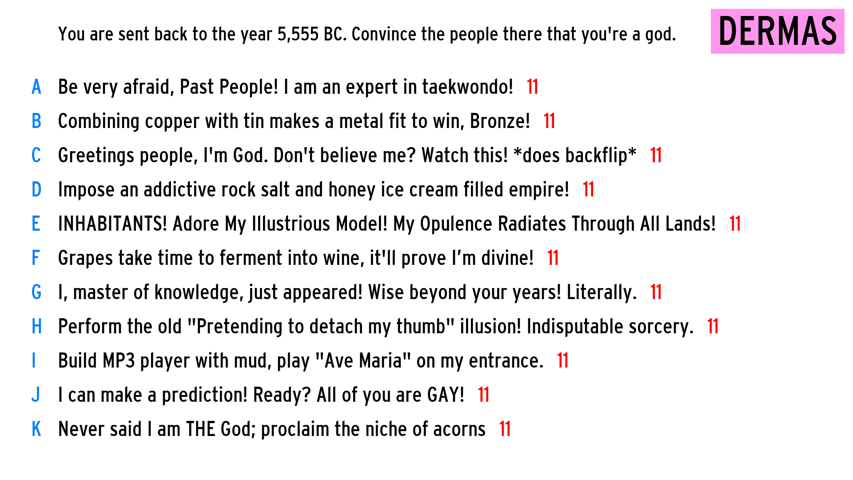 You are sent back to the year 5,555 BC. Convince the people there that you're a god.
DERMAS
A Be very afraid, Past People! I am an expert in taekwondo! 11
B Combining copper with tin makes a metal fit to win, Bronze! 11
C Greetings people, I'm God. Don't believe me? Watch this! *does backflip* 11
D Impose an addictive rock salt and honey ice cream filled empire! 11
E INHABITANTS! Adore My Illustrious Model! My Opulence Radiates Through All Lands! 11
F Grapes take time to ferment into wine, it'll prove I’m divine! 11
G I, master of knowledge, just appeared! Wise beyond your years! Literally. 11
H Perform the old "Pretending to detach my thumb" illusion! Indisputable sorcery. 11
I Build MP3 player with mud, play "Ave Maria" on my entrance. 11
J I can make a prediction! Ready? All of you are GAY! 11
K Never said I am THE God; proclaim the niche of acorns 11